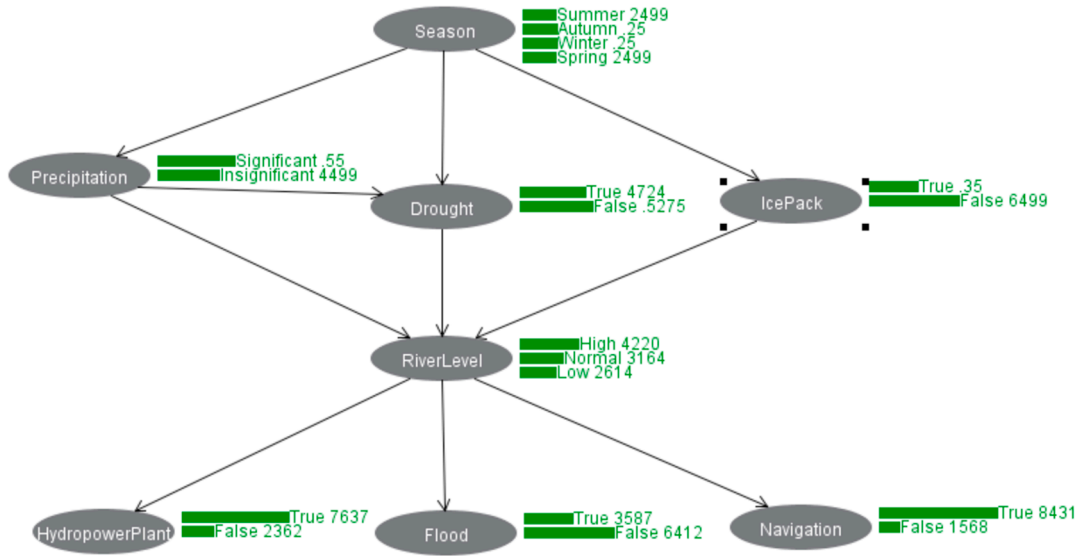 Season
Summer 2499
Autumn .25
Winter .25
Spring 2499
Precipitation
Significant .55
Insignificant 4499
Drought
True 4724
False .5275
IcePack
True .35
False 6499
RiverLevel
High 4220
Normal 3164
Low 2614
HydropowerPlant
True 7637
False 2362
Flood
True 3587
False 6412
Navigation
True 8431
False 1568